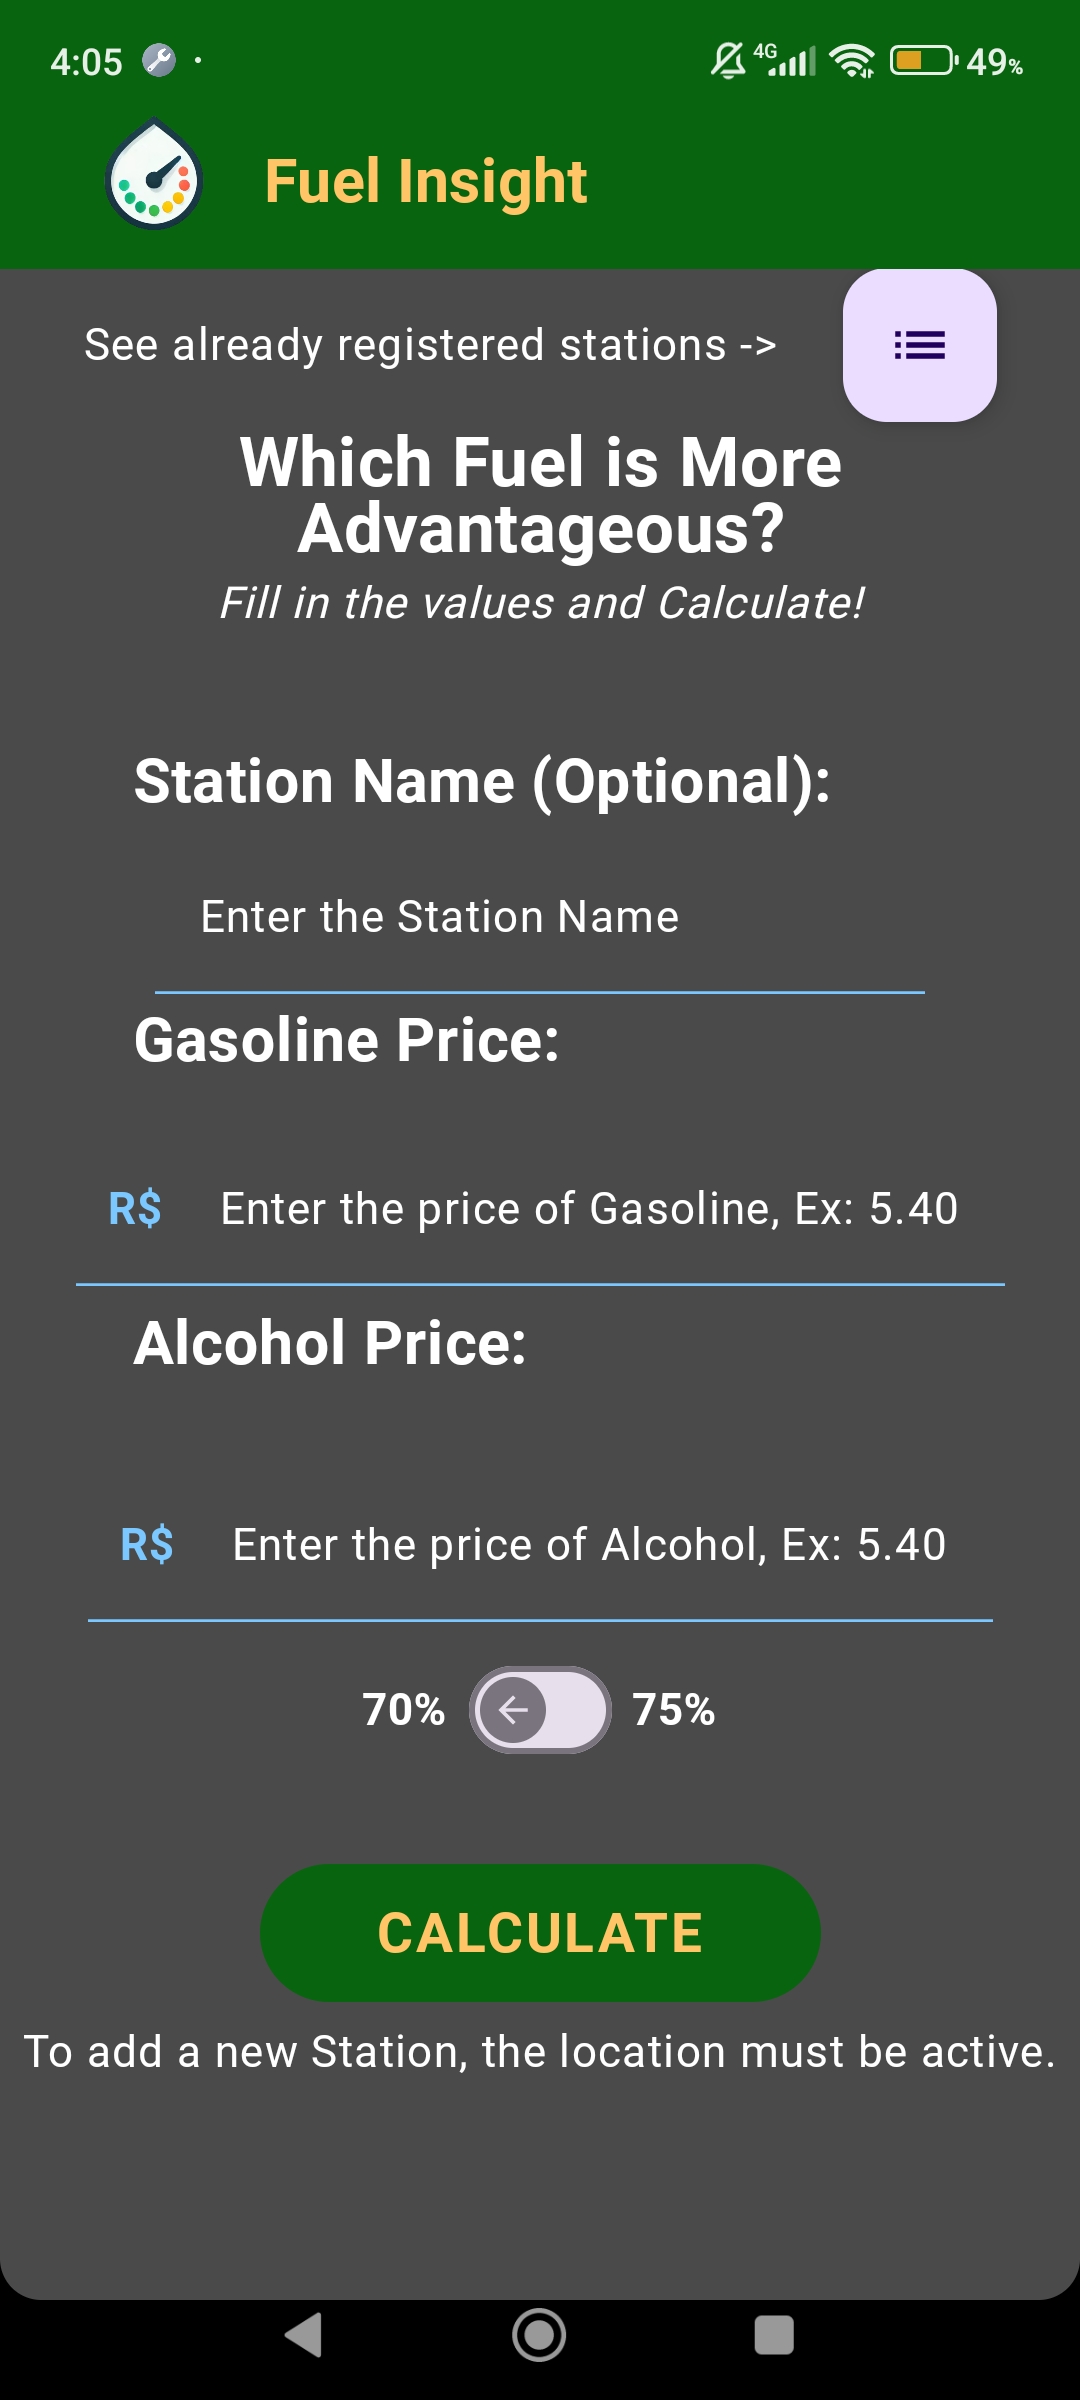 4:05
4G
49%
Fuel Insight
See already registered stations ->
Which Fuel is More
Advantageous?
Fill in the values and Calculate!
Station Name (Optional):
Enter the Station Name
Gasoline Price:
R$ Enter the price of Gasoline, Ex: 5.40
Alcohol Price:
R$ Enter the price of Alcohol, Ex: 5.40
70% 75%
CALCULATE
To add a new Station, the location must be active.